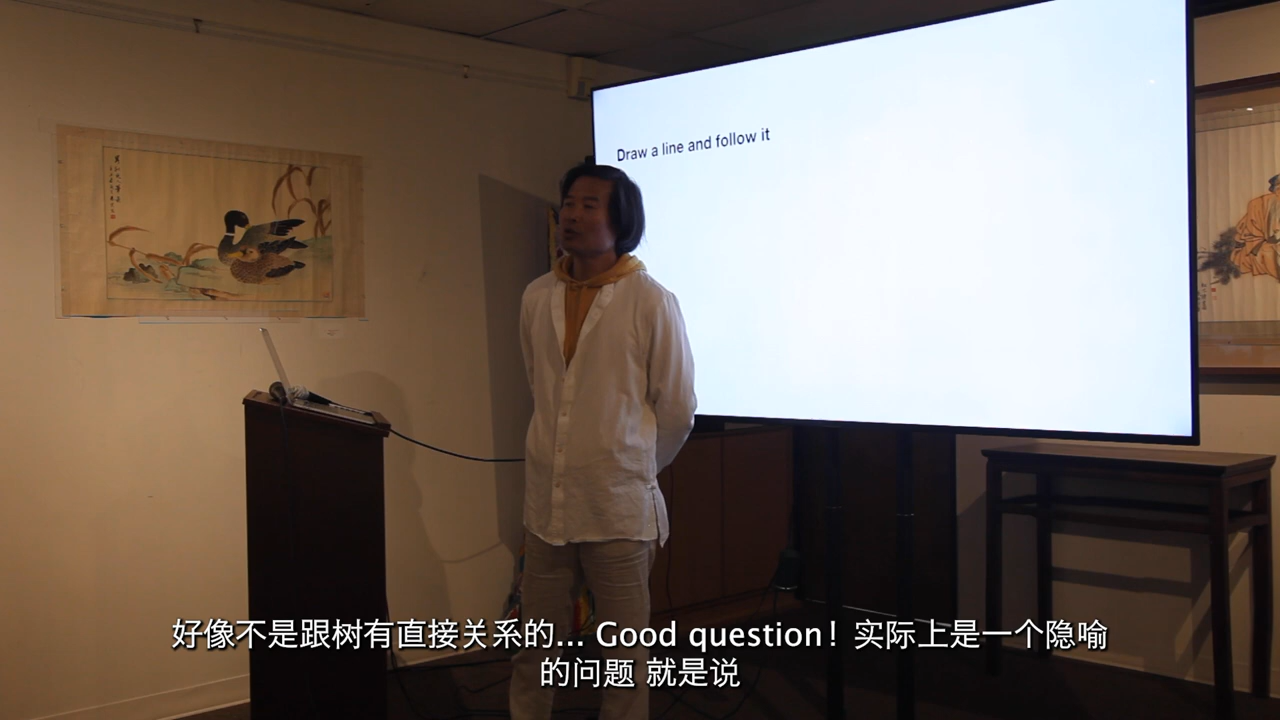 Draw a line and follow it
好像不是跟树有直接关系的... Good question！实际上是一个隐喻
的问题 就是说